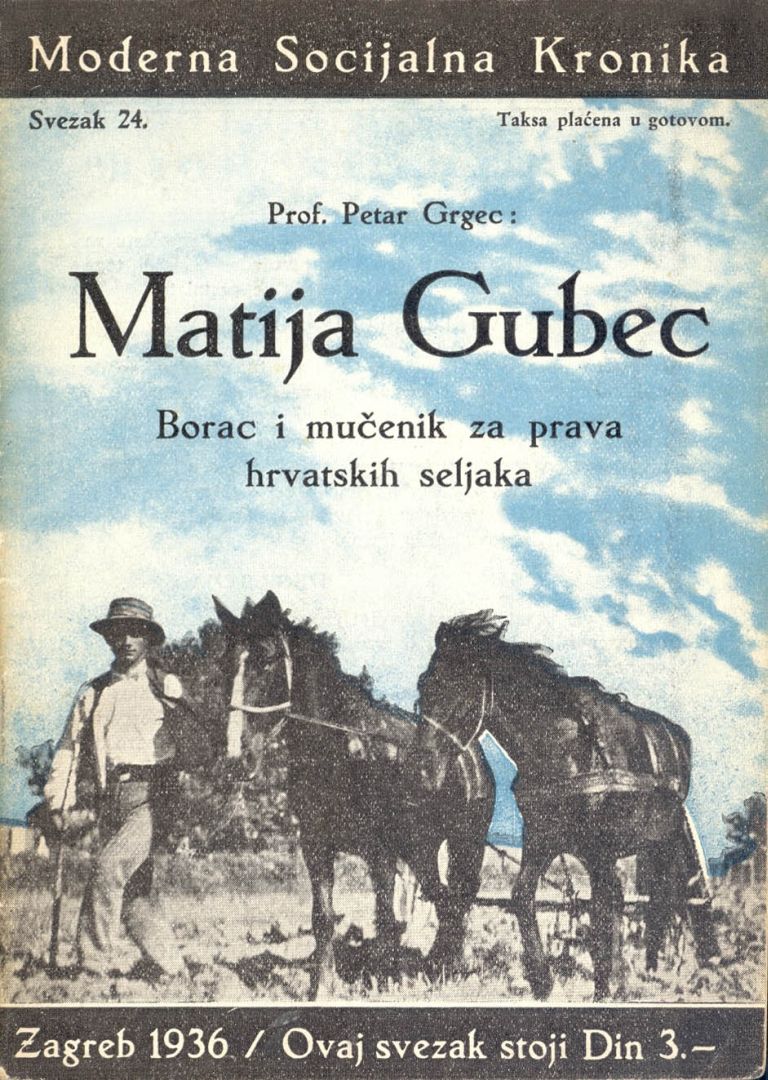 Moderna Socijalna Kronika
Svezak 24.
Taksa plaćena u gotovom.
Prof. Petar Grgec:
Matija Gubec
Borac i mučenik za prava
hrvatskih seljaka
Zagreb 1936 / Ovaj svezak stoji Din 3.–